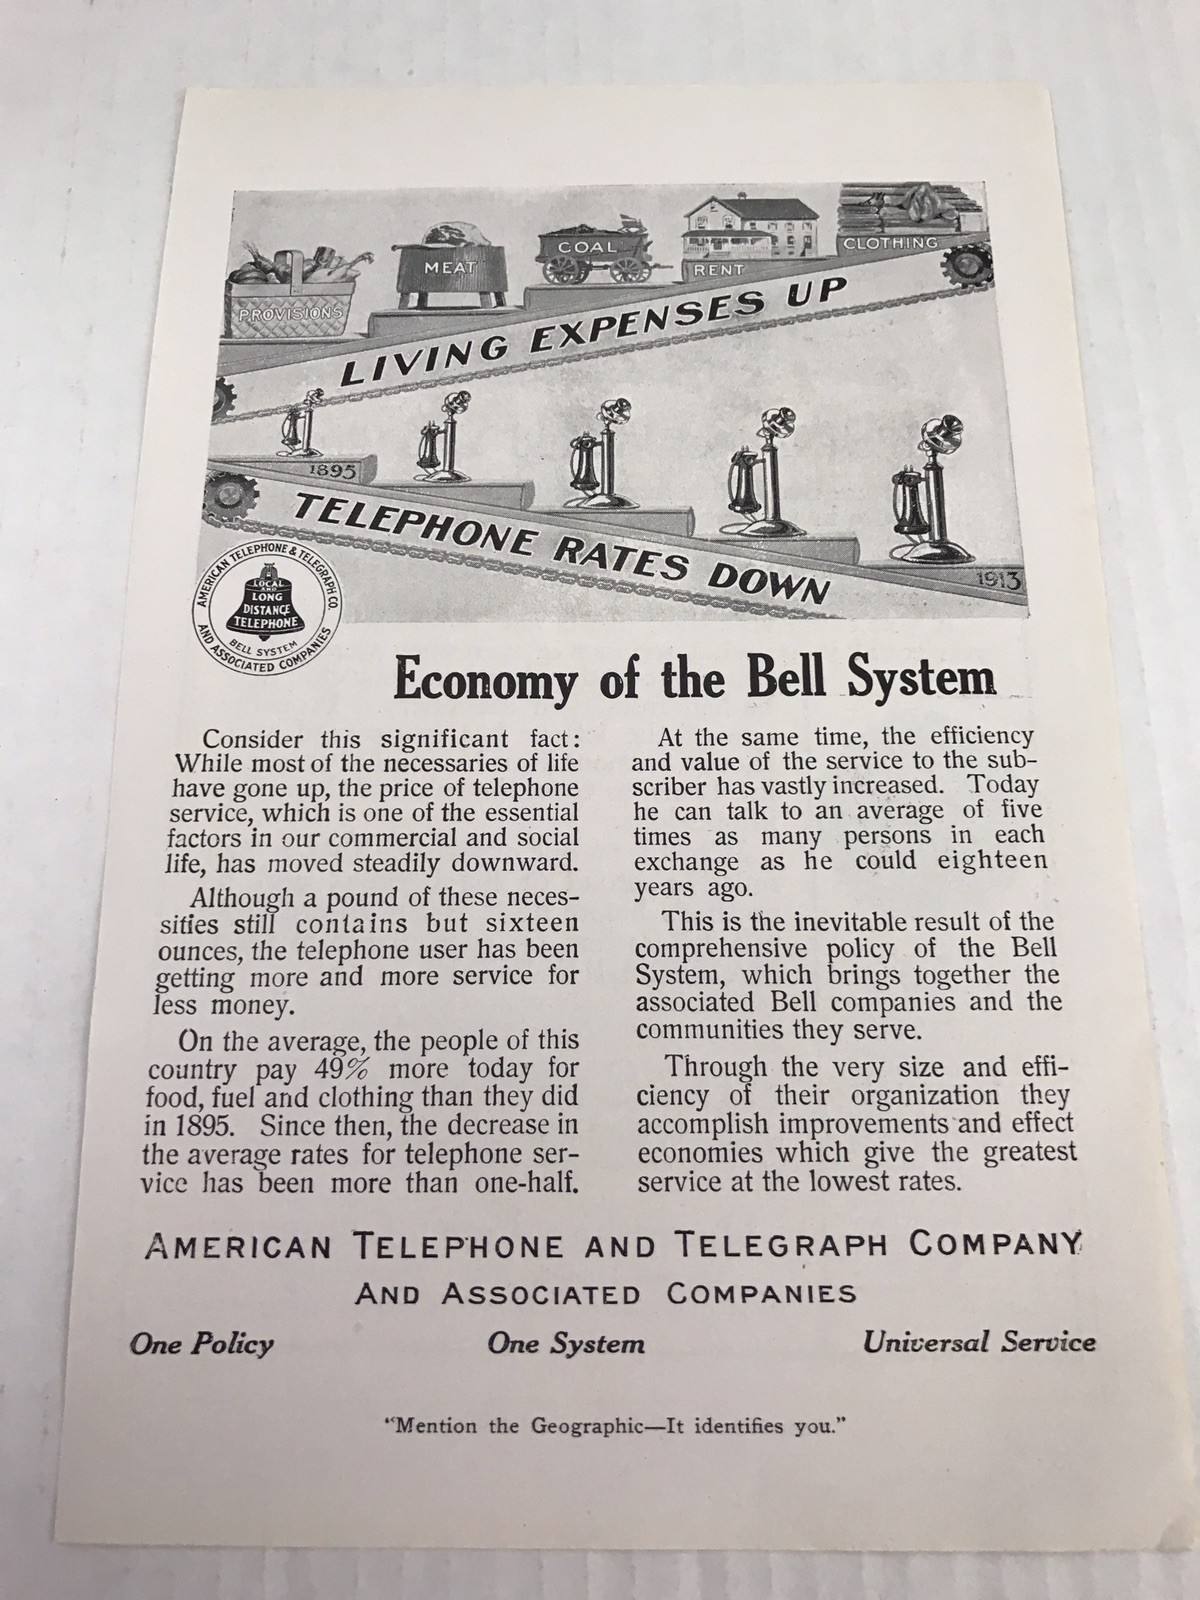 PROVISIONS
MEAT
COAL
RENT
CLOTHING
LIVING EXPENSES UP
1895
TELEPHONE RATES DOWN
1913
AMERICAN TELEPHONE & TELEGRAPH CO.
AND ASSOCIATED COMPANIES
LOCAL
AND
LONG
DISTANCE
TELEPHONE
BELL SYSTEM
Economy of the Bell System
Consider this significant fact:
While most of the necessaries of life
have gone up, the price of telephone
service, which is one of the essential
factors in our commercial and social
life, has moved steadily downward.
Although a pound of these neces-
sities still contains but sixteen
ounces, the telephone user has been
getting more and more service for
less money.
On the average, the people of this
country pay 49% more today for
food, fuel and clothing than they did
in 1895. Since then, the decrease in
the average rates for telephone ser-
vice has been more than one-half.
At the same time, the efficiency
and value of the service to the sub-
scriber has vastly increased. Today
he can talk to an average of five
times as many persons in each
exchange as he could eighteen
years ago.
This is the inevitable result of the
comprehensive policy of the Bell
System, which brings together the
associated Bell companies and the
communities they serve.
Through the very size and effi-
ciency of their organization they
accomplish improvements and effect
economies which give the greatest
service at the lowest rates.
AMERICAN TELEPHONE AND TELEGRAPH COMPANY
AND ASSOCIATED COMPANIES
One Policy One System Universal Service
"Mention the Geographic—It identifies you."